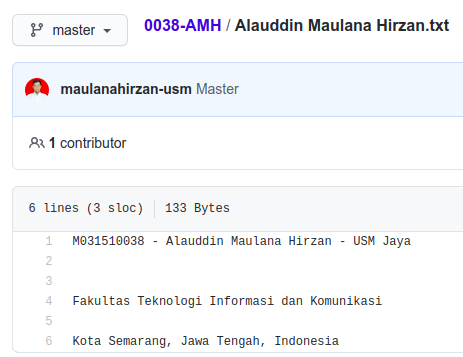 master
0038-AMH / Alauddin Maulana Hirzan.txt
maulanahirzan-usm Master
1 contributor
6 lines (3 sloc) 133 Bytes
1 M031510038 - Alauddin Maulana Hirzan - USM Jaya
2
3
4 Fakultas Teknologi Informasi dan Komunikasi
5
6 Kota Semarang, Jawa Tengah, Indonesia